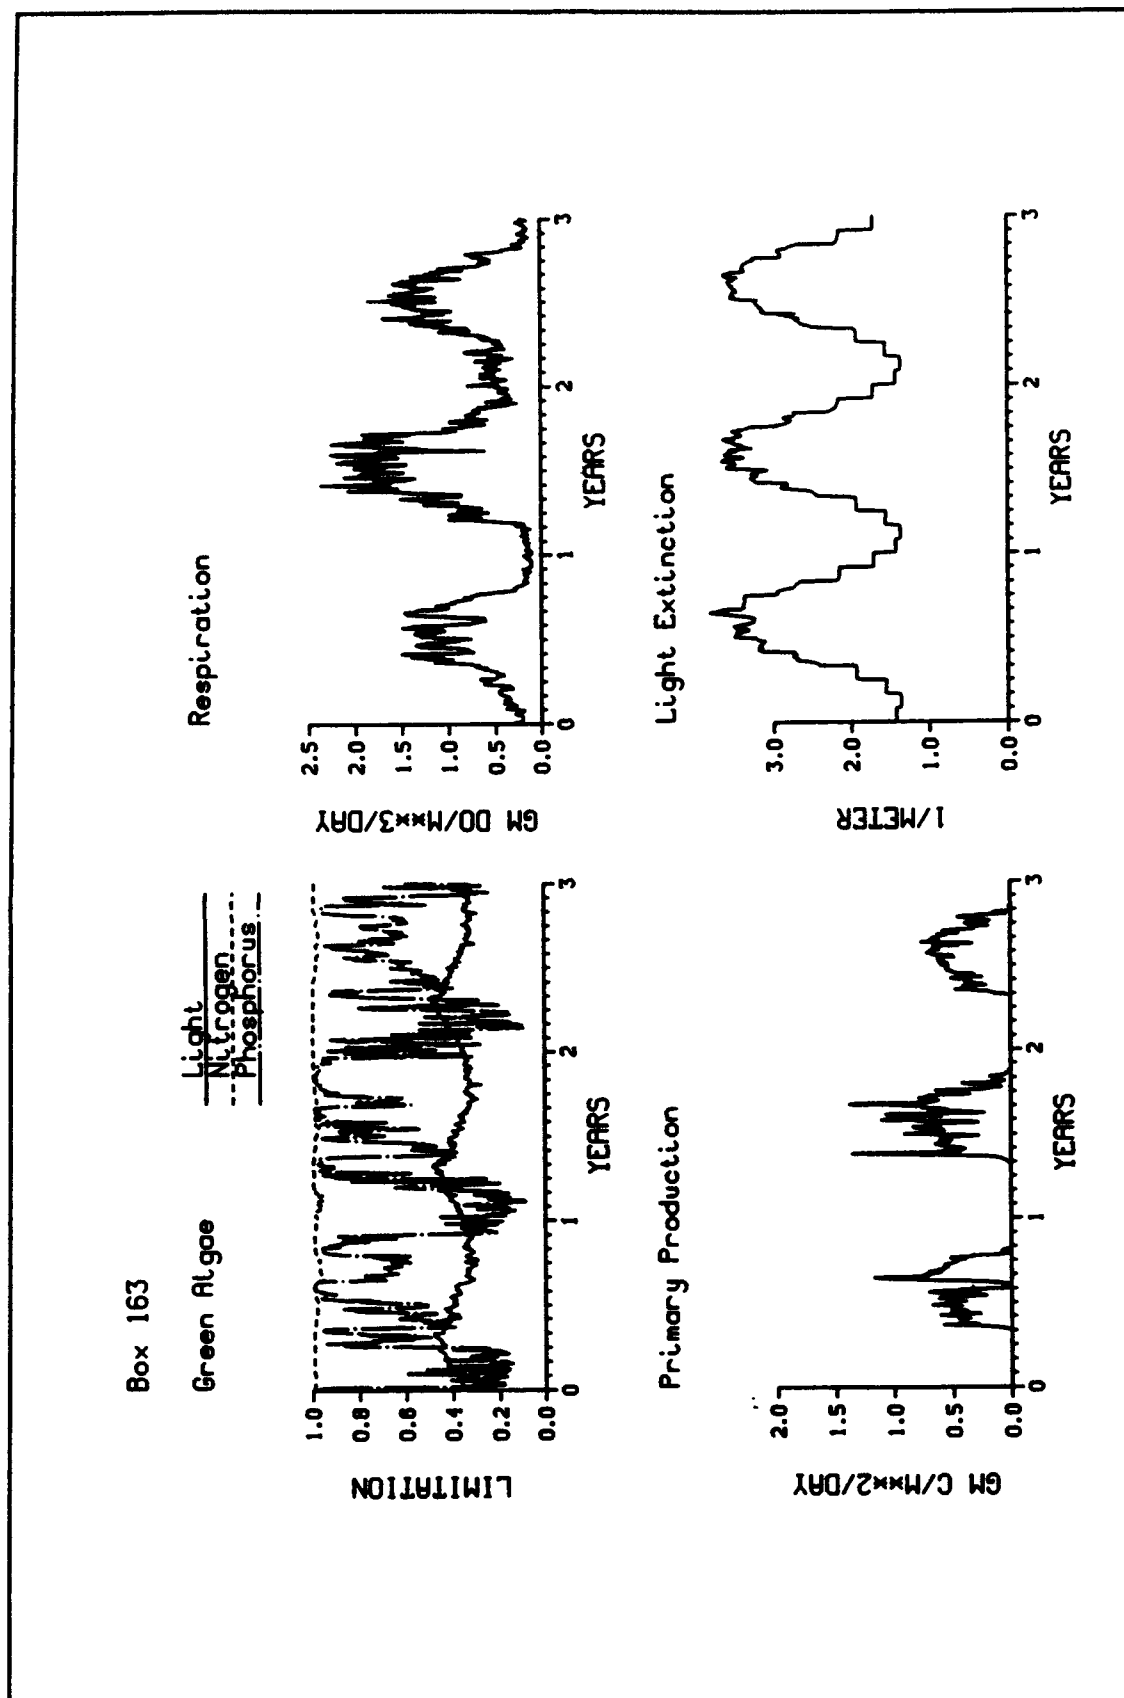 Box 163
Green Algae
Light
Nitrogen
Phosphorus
LIMITATION
1.0
0.8
0.6
0.4
0.2
0.0
0 1 2 3
YEARS
Respiration
GM DO/M**3/DAY
2.5
2.0
1.5
1.0
0.5
0.0
0 1 2 3
YEARS
Primary Production
GM C/M**2/DAY
2.0
1.5
1.0
0.5
0.0
0 1 2 3
YEARS
Light Extinction
1/METER
3.0
2.0
1.0
0.0
0 1 2 3
YEARS